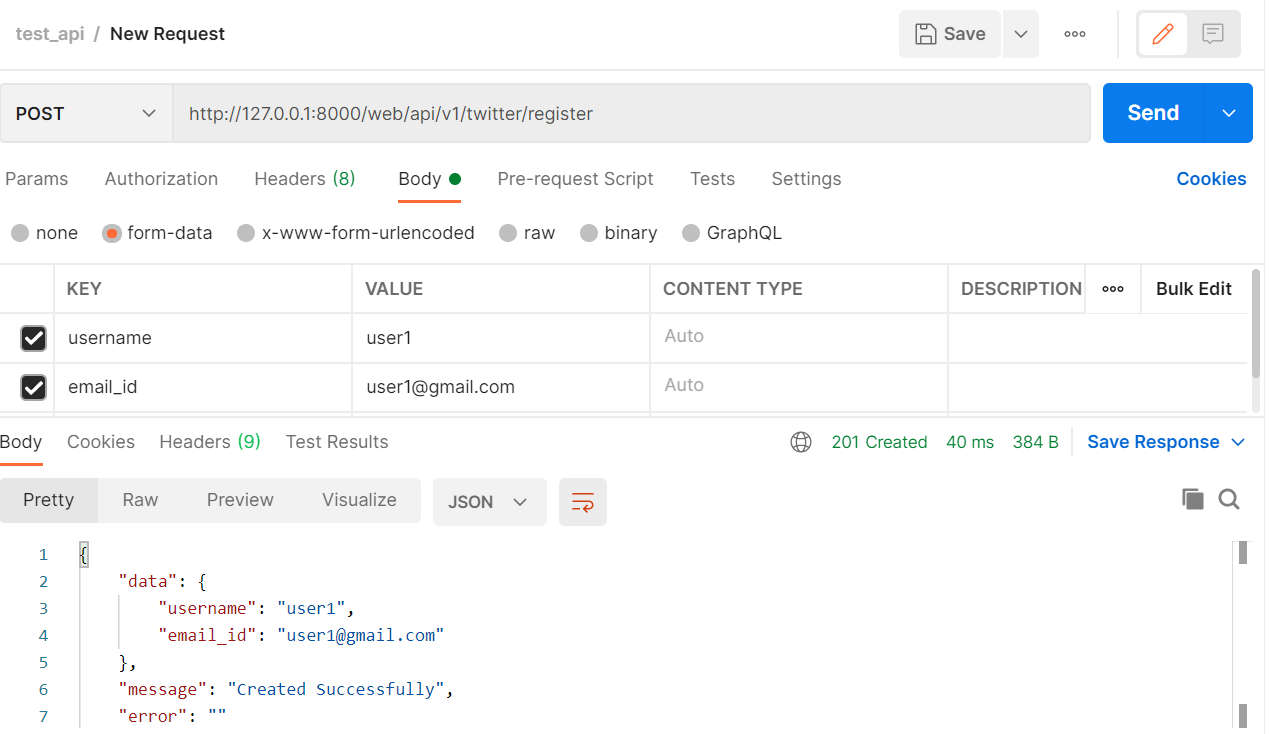 test_api / New Request Save
POST http://127.0.0.1:8000/web/api/v1/twitter/register Send
Params Authorization Headers (8) Body Pre-request Script Tests Settings Cookies
none form-data x-www-form-urlencoded raw binary GraphQL
KEY VALUE CONTENT TYPE DESCRIPTION Bulk Edit
username user1 Auto
email_id user1@gmail.com Auto
Body Cookies Headers (9) Test Results 201 Created 40 ms 384 B Save Response
Pretty Raw Preview Visualize JSON
1 {
2 "data": {
3 "username": "user1",
4 "email_id": "user1@gmail.com"
5 },
6 "message": "Created Successfully",
7 "error": ""